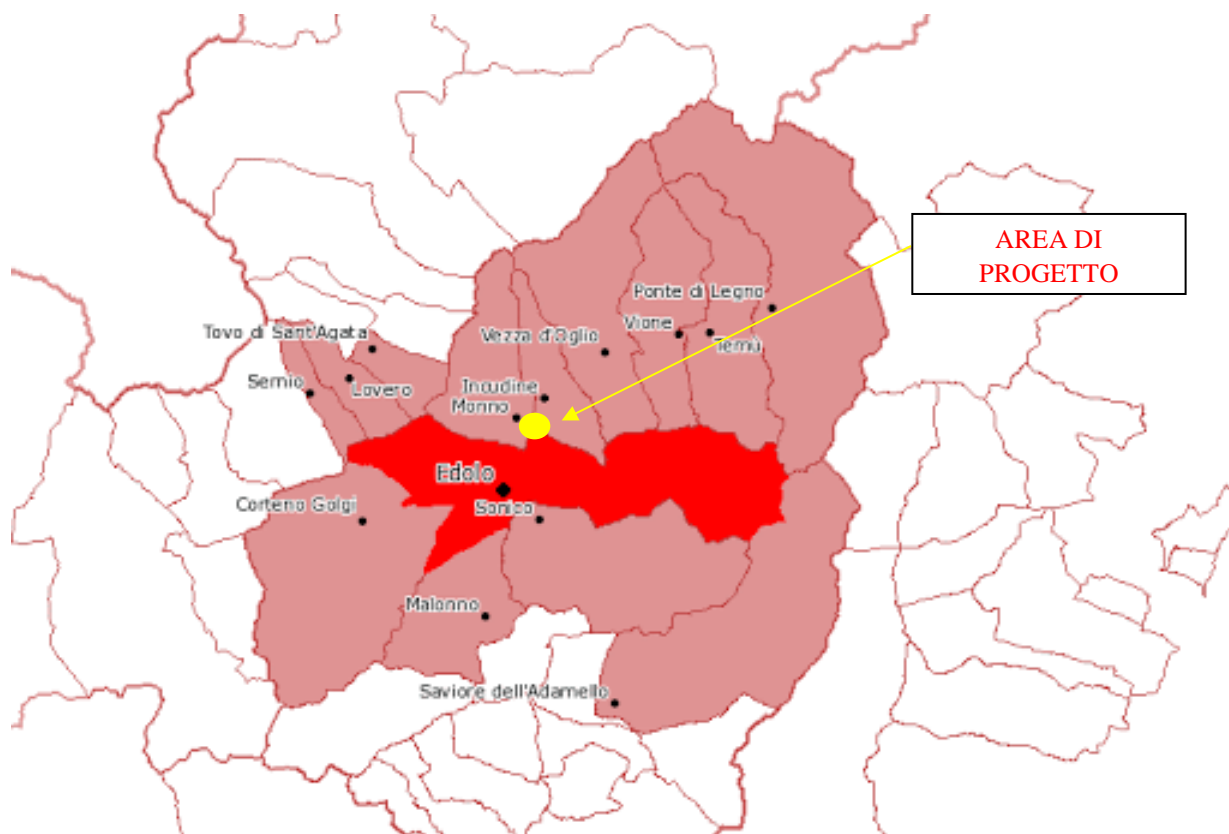 AREA DI
PROGETTO
Ponte di Legno
Vione
Temù
Tovo di Sant'Agata
Vezza d'Oglio
Sernio
Lovero
Incudine
Monno
Edolo
Corteno Golgi
Sonico
Malonno
Saviore dell'Adamello